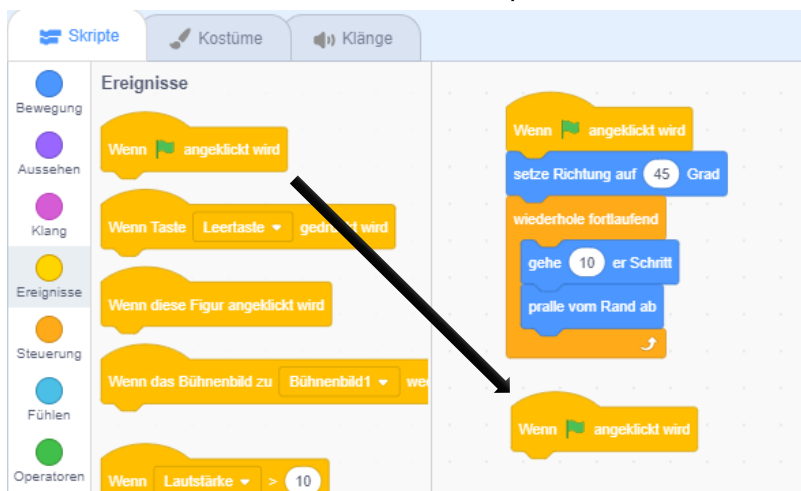 Skripte
Kostüme
Klänge
Bewegung
Aussehen
Klang
Ereignisse
Steuerung
Fühlen
Operatoren
Ereignisse
Wenn angeklickt wird
Wenn Taste Leertaste gedrückt wird
Wenn diese Figur angeklickt wird
Wenn das Bühnenbild zu Bühnenbild1
Wenn Lautstärke > 10
Wenn angeklickt wird
setze Richtung auf 45 Grad
wiederhole fortlaufend
gehe 10 er Schritt
pralle vom Rand ab
Wenn angeklickt wird